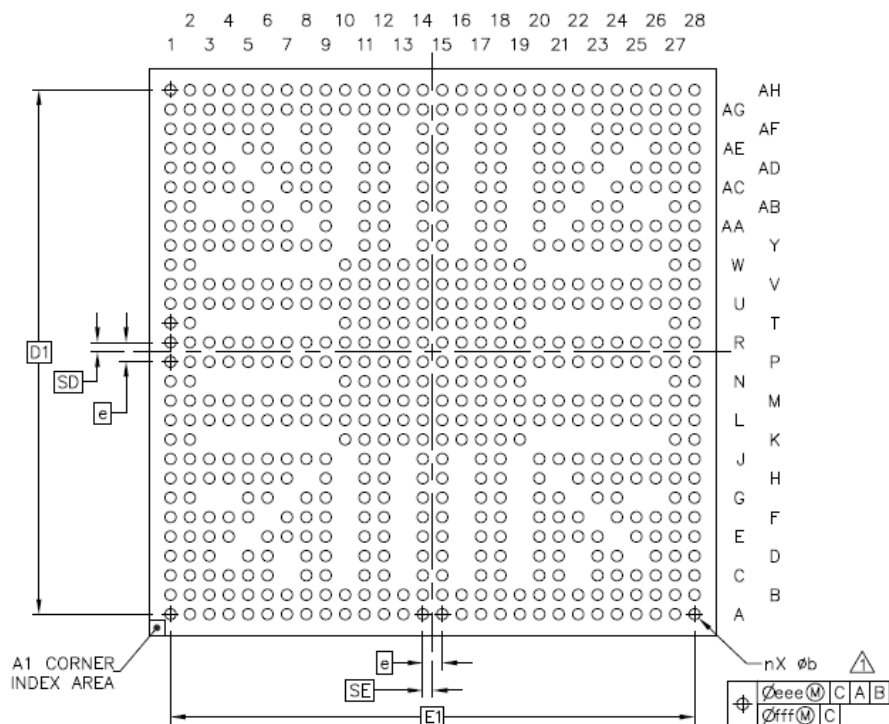 2 4 6 8 10 12 14 16 18 20 22 24 26 28
1 3 5 7 9 11 13 15 17 19 21 23 25 27
AH
AG
AF
AE
AD
AC
AB
AA
Y
W
V
U
T
R
P
N
M
L
K
J
H
G
F
E
D
C
B
A
D1
SD
e
A1 CORNER
INDEX AREA
e
SE
E1
nX øb 1
Øeee Ⓜ C A B
Øfff Ⓜ C